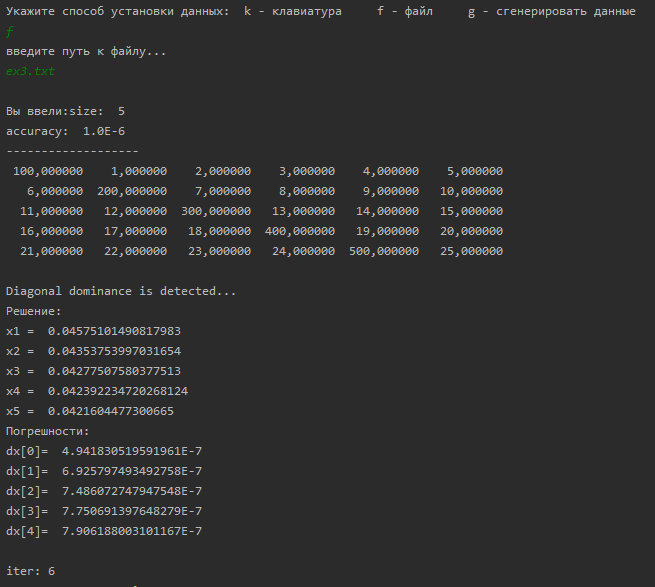 Укажите способ установки данных:  k - клавиатура     f - файл     g - сгенерировать данные
f
введите путь к файлу...
ex3.txt
Вы ввели:size:  5
accuracy:  1.0E-6
-------------------
100,000000    1,000000    2,000000    3,000000    4,000000    5,000000
6,000000  200,000000    7,000000    8,000000    9,000000   10,000000
11,000000   12,000000  300,000000   13,000000   14,000000   15,000000
16,000000   17,000000   18,000000  400,000000   19,000000   20,000000
21,000000   22,000000   23,000000   24,000000  500,000000   25,000000
Diagonal dominance is detected...
Решение:
x1 =  0.04575101490817983
x2 =  0.04353753997031654
x3 =  0.04277507580377513
x4 =  0.042392234720268124
x5 =  0.0421604477300665
Погрешности:
dx[0]=  4.941830519591961E-7
dx[1]=  6.925797493492758E-7
dx[2]=  7.486072747947548E-7
dx[3]=  7.750691397648279E-7
dx[4]=  7.906188003101167E-7
iter: 6